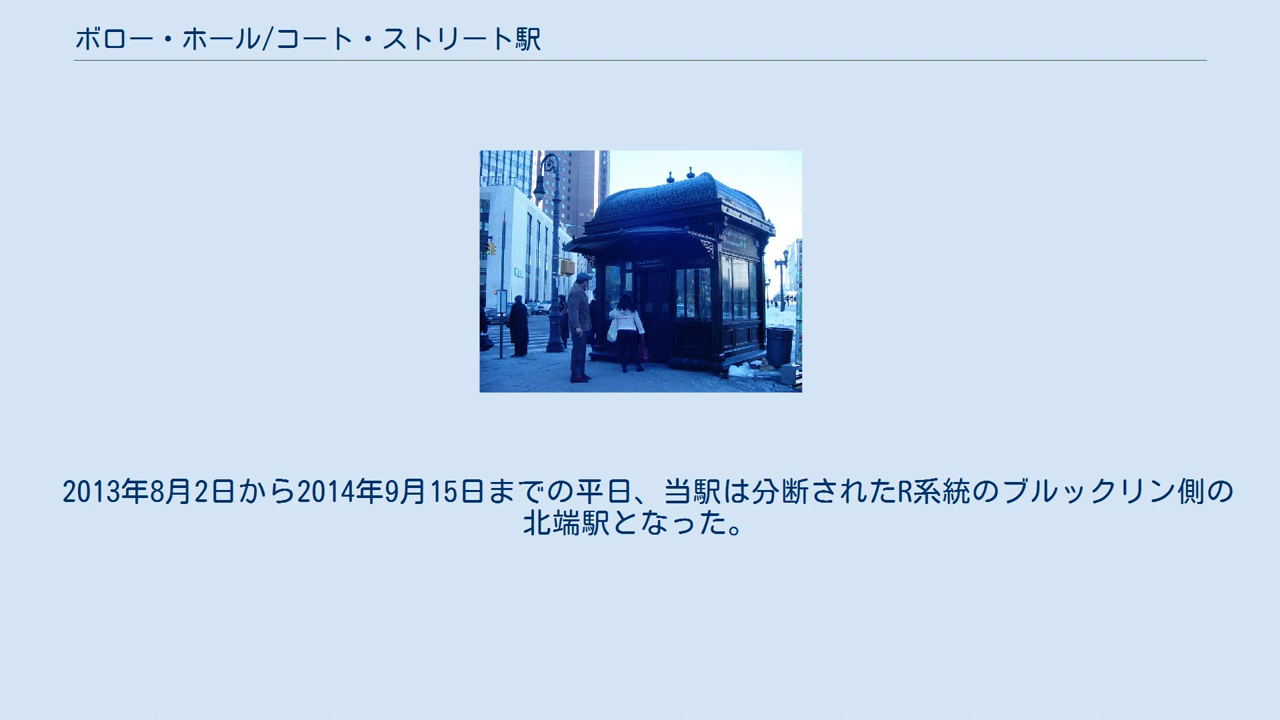 ボロー・ホール/コート・ストリート駅
2013年8月2日から2014年9月15日までの平日、当駅は分断されたR系統のブルックリン側の
北端駅となった。